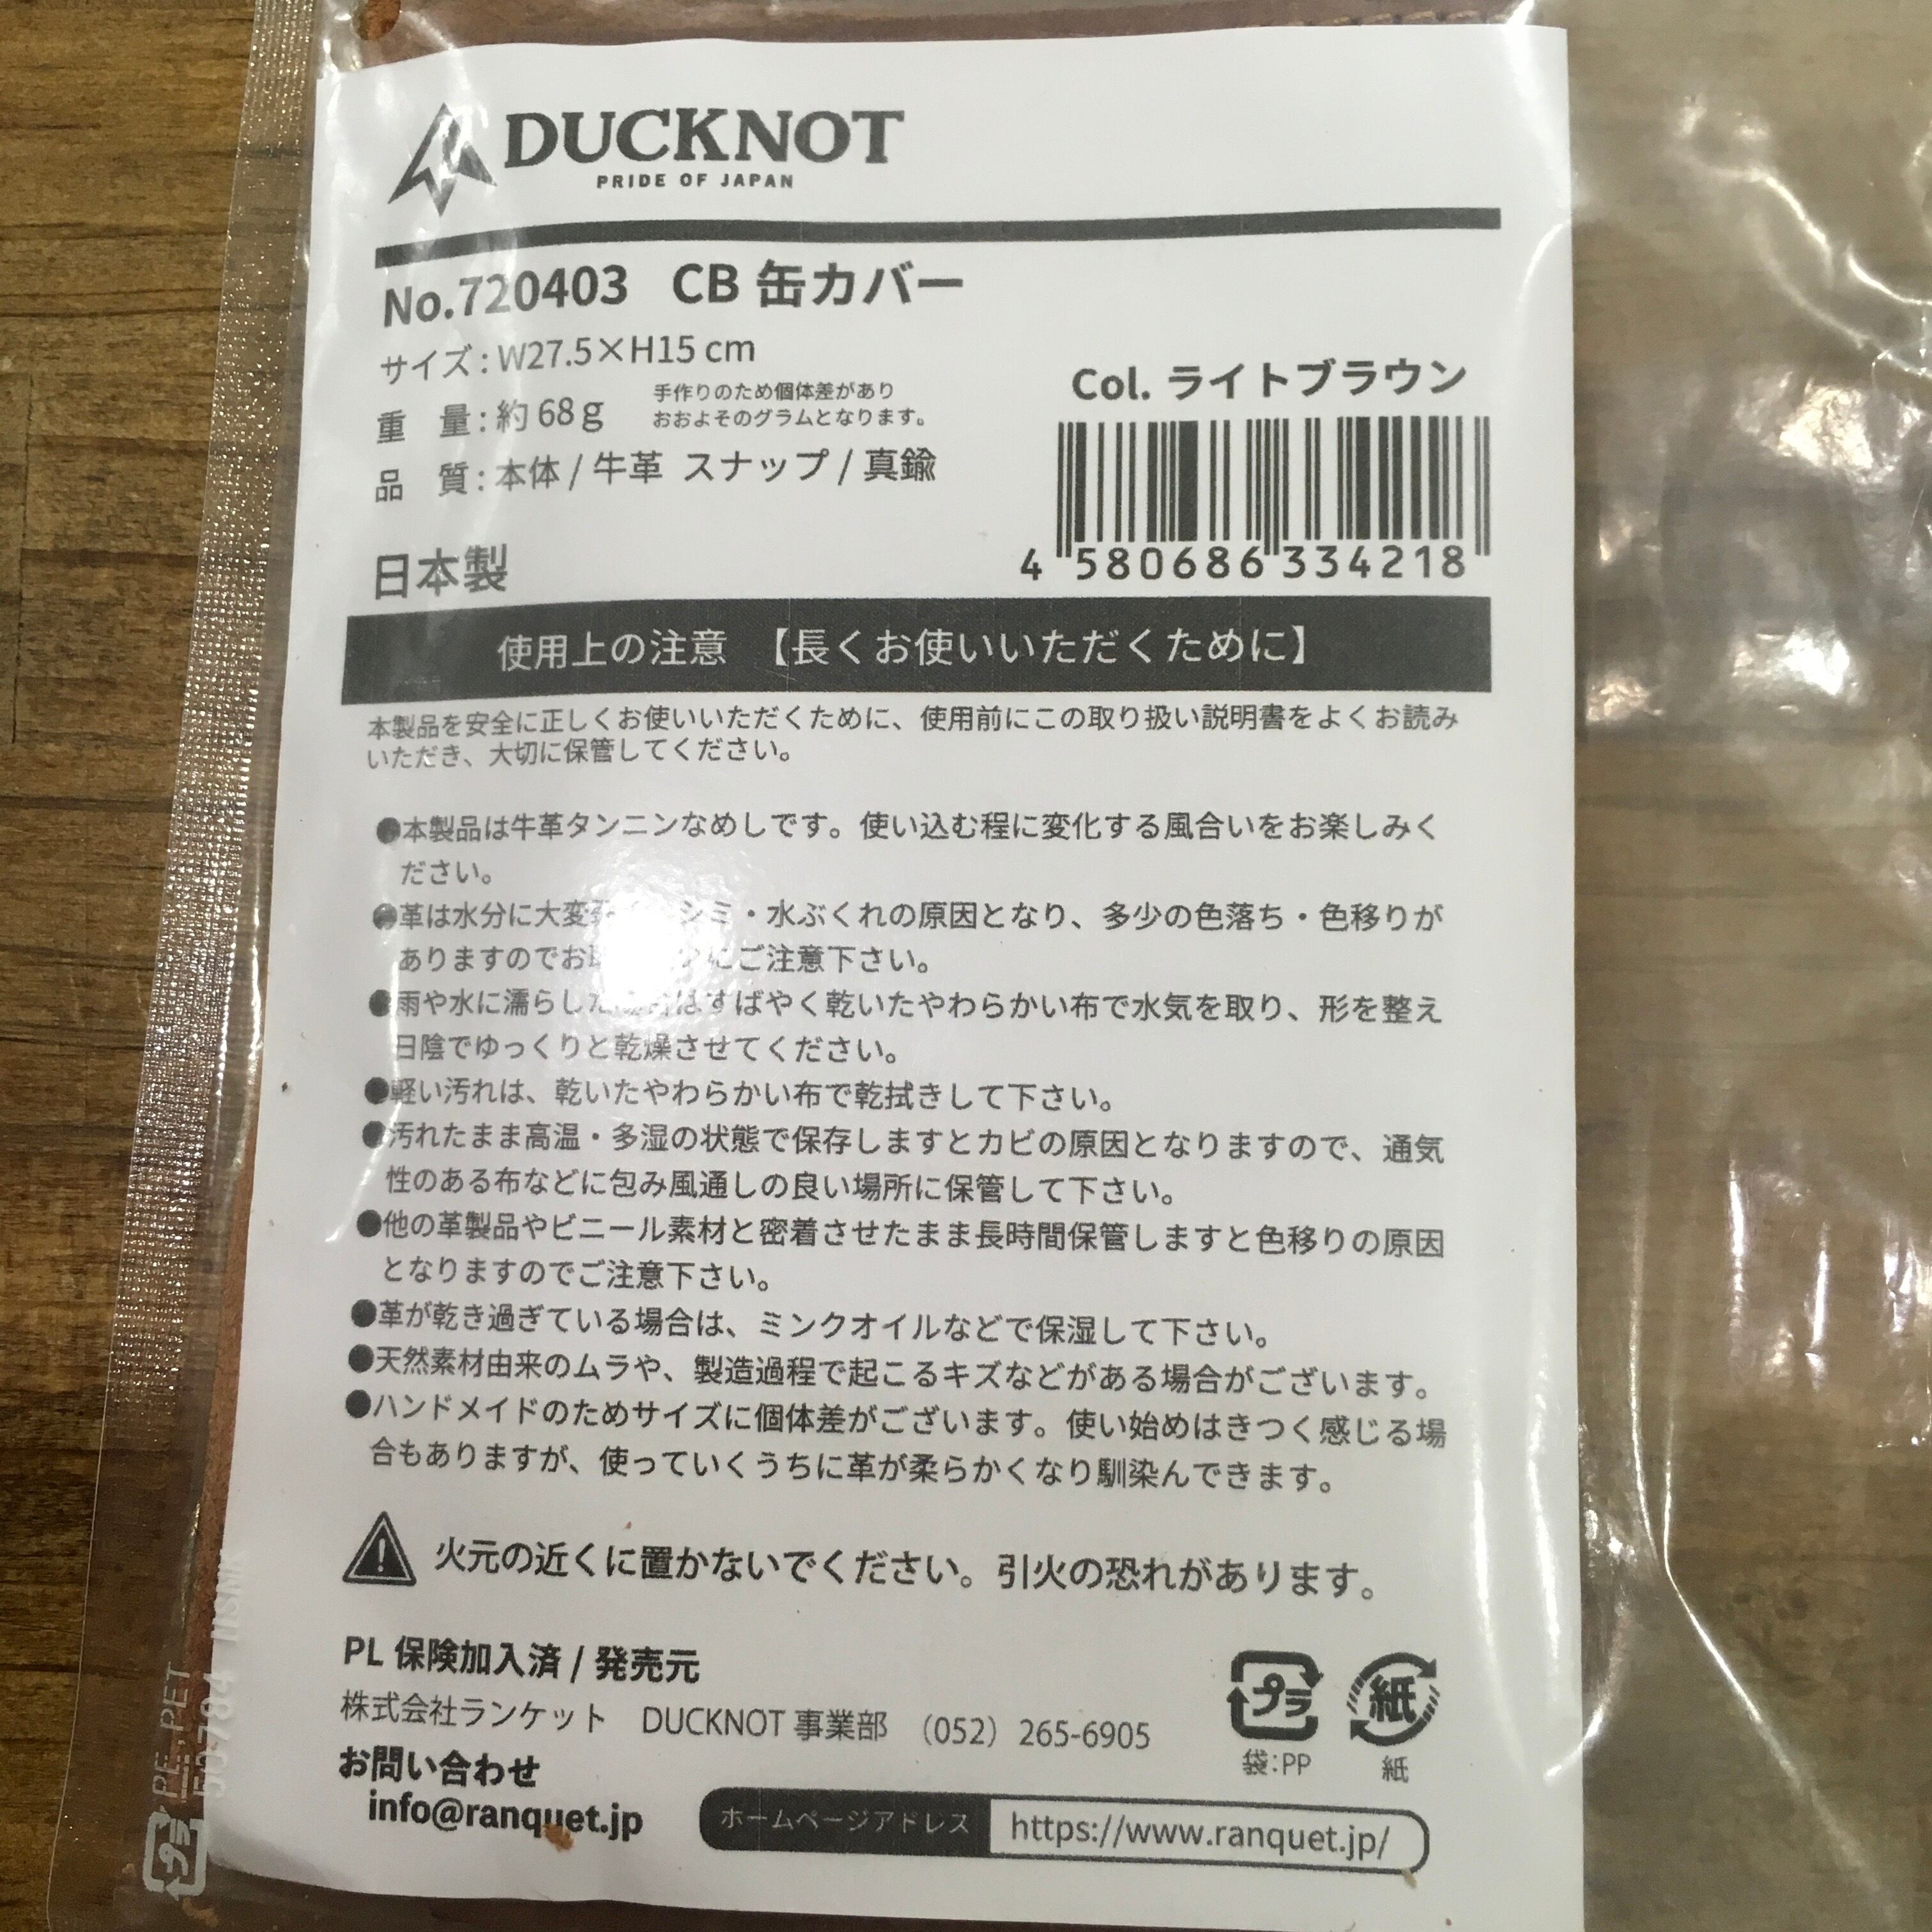 DUCKNOT
PRIDE OF JAPAN
No.720403 CB 缶カバー
サイズ : W27.5×H15 cm
重 量 : 約 68 g 手作りのため個体差があり
おおよそのグラムとなります。
品 質 : 本体 / 牛革 スナップ / 真鍮
日本製
Col. ライトブラウン
4 580686 334218
使用上の注意 【長くお使いいただくために】
本製品を安全に正しくお使いいただくために、使用前にこの取り扱い説明書をよくお読み
いただき、大切に保管してください。
●本製品は牛革タンニンなめしです。使い込む程に変化する風合いをお楽しみく
ださい。
●革は水分に大変 シミ・水ぶくれの原因となり、多少の色落ち・色移りが
ありますのでお にご注意下さい。
●雨や水に濡らした はすばやく乾いたやわらかい布で水気を取り、形を整え
日陰でゆっくりと乾燥させてください。
●軽い汚れは、乾いたやわらかい布で乾拭きして下さい。
●汚れたまま高温・多湿の状態で保存しますとカビの原因となりますので、通気
性のある布などに包み風通しの良い場所に保管して下さい。
●他の革製品やビニール素材と密着させたまま長時間保管しますと色移りの原因
となりますのでご注意下さい。
●革が乾き過ぎている場合は、ミンクオイルなどで保湿して下さい。
●天然素材由来のムラや、製造過程で起こるキズなどがある場合がございます。
●ハンドメイドのためサイズに個体差がございます。使い始めはきつく感じる場
合もありますが、使っていくうちに革が柔らかくなり馴染んできます。
火元の近くに置かないでください。引火の恐れがあります。
PL 保険加入済 / 発売元
株式会社ランケット DUCKNOT 事業部 （052）265-6905
お問い合わせ
info@ranquet.jp
ホームページアドレス https://www.ranquet.jp/
プラ
袋:PP
紙
紙
プラ
PE、PET